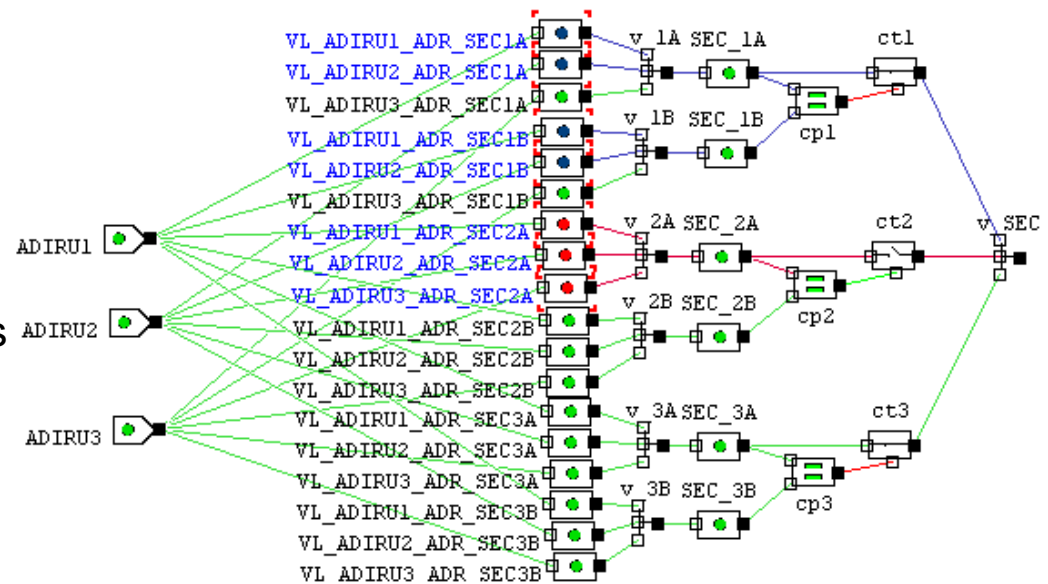 VL_ADIRU1_ADR_SEC1A
v_1A SEC_1A
ct1
VL_ADIRU2_ADR_SEC1A
VL_ADIRU3_ADR_SEC1A
cp1
v_1B SEC_1B
VL_ADIRU1_ADR_SEC1B
VL_ADIRU2_ADR_SEC1B
VL_ADIRU3_ADR_SEC1B
v_2A SEC_2A
ct2
v_SEC
VL_ADIRU1_ADR_SEC2A
ADIRU1
VL_ADIRU2_ADR_SEC2A
VL_ADIRU3_ADR_SEC2A
v_2B SEC_2B
cp2
s
ADIRU2
VL_ADIRU1_ADR_SEC2B
VL_ADIRU2_ADR_SEC2B
VL_ADIRU3_ADR_SEC2B
v_3A SEC_3A
ct3
VL_ADIRU1_ADR_SEC3A
ADIRU3
VL_ADIRU2_ADR_SEC3A
VL_ADIRU3_ADR_SEC3A
v_3B SEC_3B
cp3
VL_ADIRU1_ADR_SEC3B
VL_ADIRU2_ADR_SEC3B
VL_ADIRU3_ADR_SEC3B